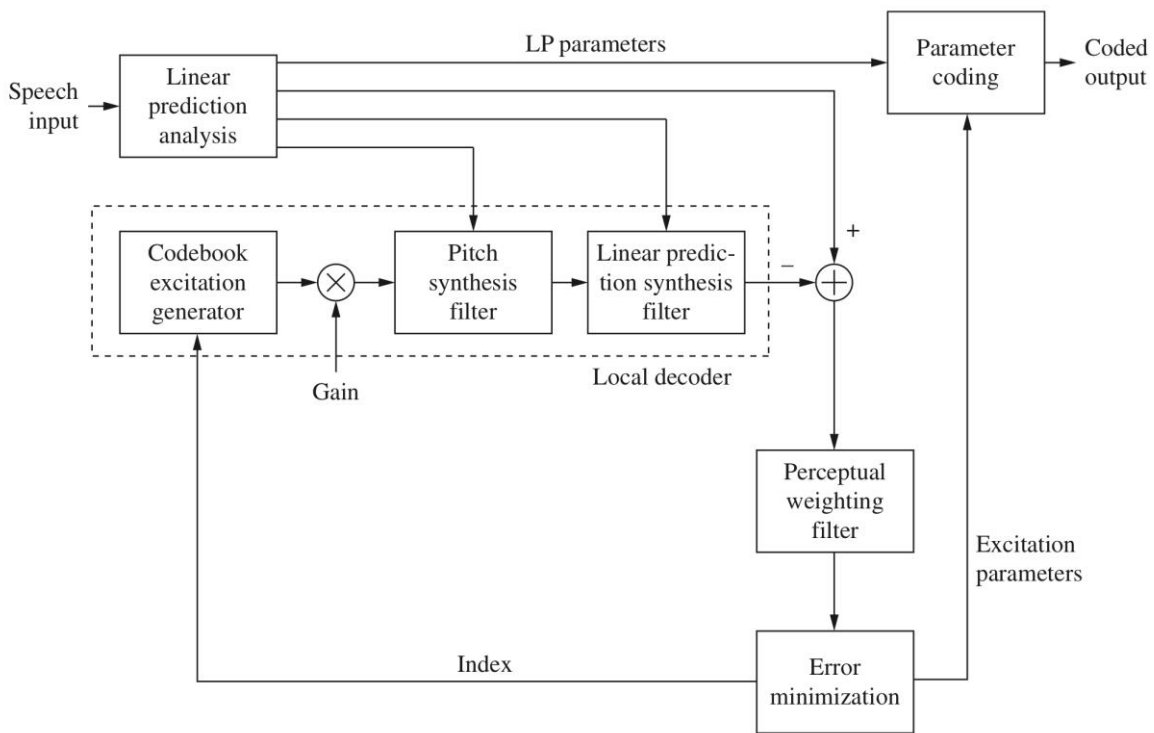 LP parameters
Parameter
coding
Coded
output
Speech
input
Linear
prediction
analysis
Codebook
excitation
generator
×
Gain
Pitch
synthesis
filter
Linear predic-
tion synthesis
filter
−
+
+
Local decoder
Perceptual
weighting
filter
Excitation
parameters
Index
Error
minimization